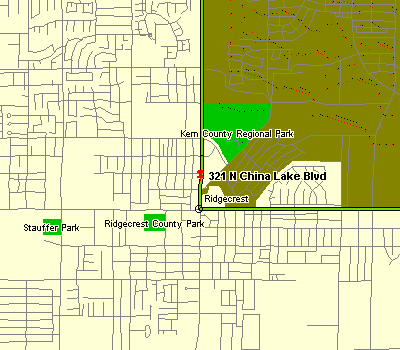 Kern County Regional Park
321 N China Lake Blvd
Ridgecrest
Ridgecrest County Park
Stauffer Park